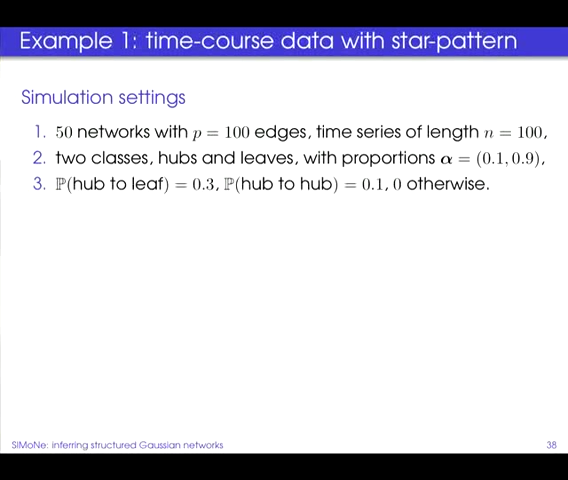 Example 1: time-course data with star-pattern
Simulation settings
1. 50 networks with p = 100 edges, time series of length n = 100,
2. two classes, hubs and leaves, with proportions α = (0.1, 0.9),
3. ℙ(hub to leaf) = 0.3, ℙ(hub to hub) = 0.1, 0 otherwise.
SIMoNe: inferring structured Gaussian networks
38